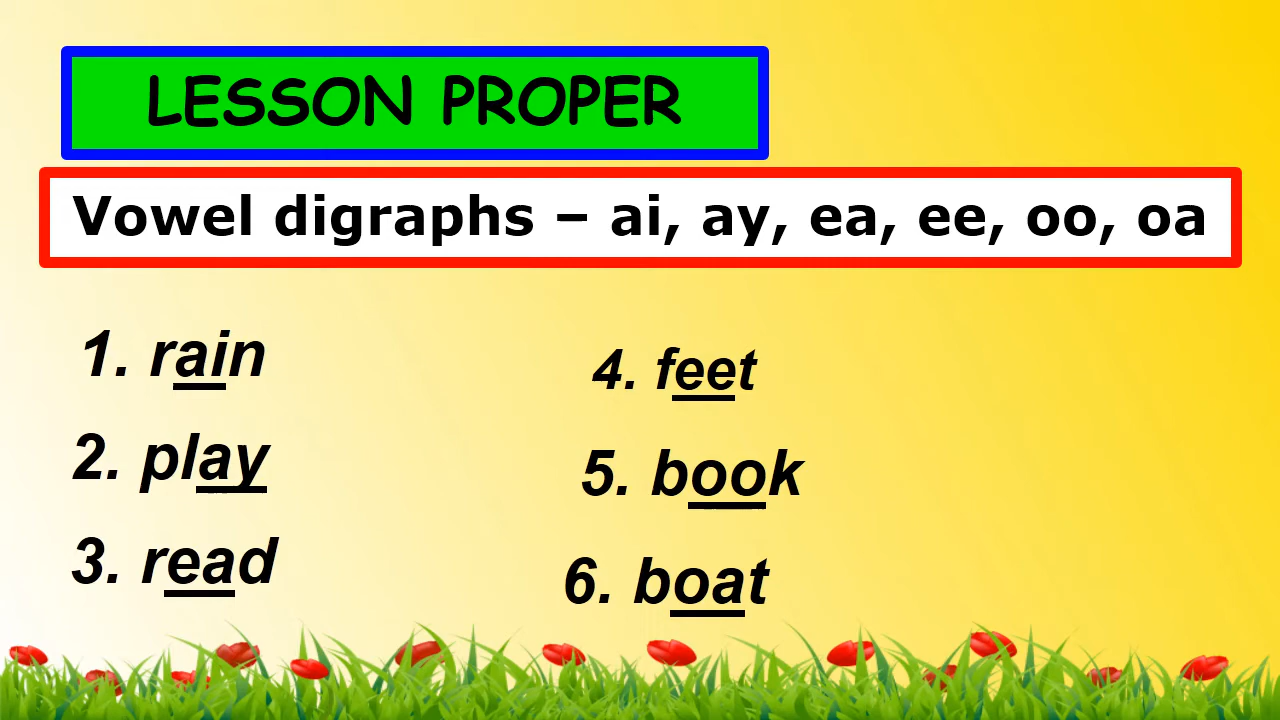 LESSON PROPER
Vowel digraphs – ai, ay, ea, ee, oo, oa
1. rain
2. play
3. read
4. feet
5. book
6. boat